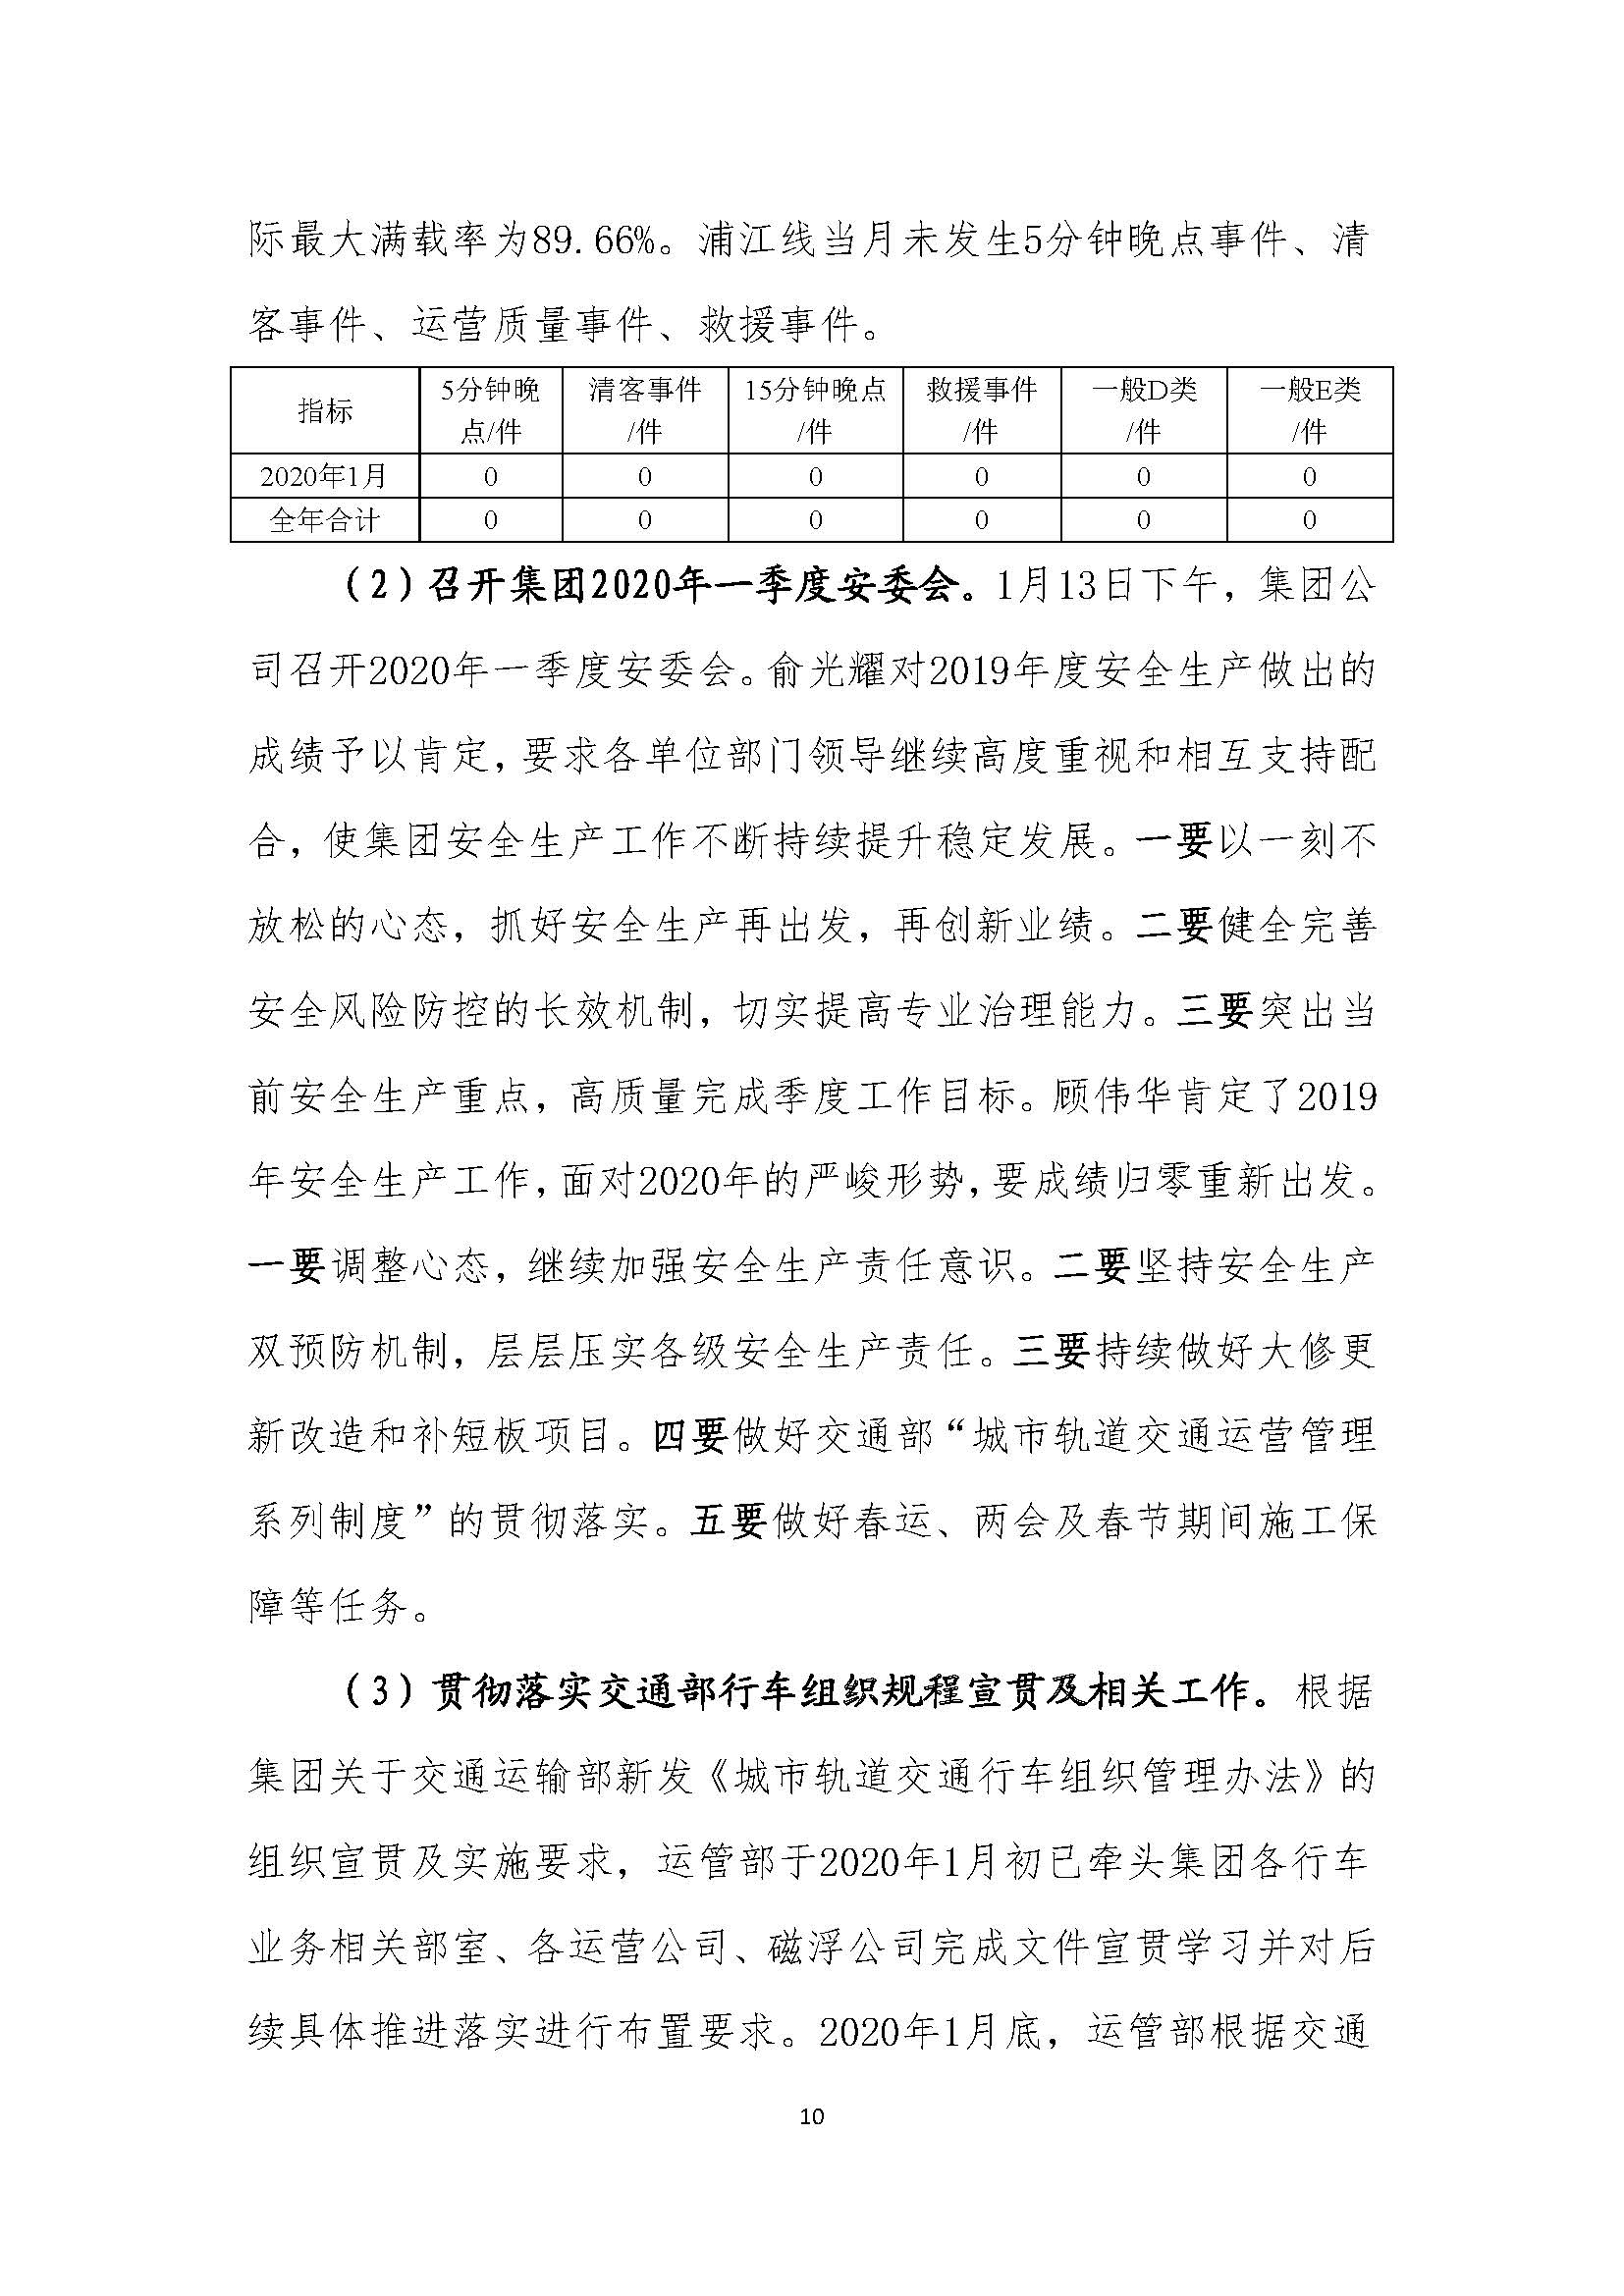 际最大满载率为89.66%。浦江线当月未发生5分钟晚点事件、清
客事件、运营质量事件、救援事件。
指标 5分钟晚点/件 清客事件/件 15分钟晚点/件 救援事件/件 一般D类/件 一般E类/件
2020年1月 0 0 0 0 0 0
全年合计 0 0 0 0 0 0
（2）召开集团2020年一季度安委会。1月13日下午，集团公
司召开2020年一季度安委会。俞光耀对2019年度安全生产做出的
成绩予以肯定，要求各单位部门领导继续高度重视和相互支持配
合，使集团安全生产工作不断持续提升稳定发展。一要以一刻不
放松的心态，抓好安全生产再出发，再创新业绩。二要健全完善
安全风险防控的长效机制，切实提高专业治理能力。三要突出当
前安全生产重点，高质量完成季度工作目标。顾伟华肯定了2019
年安全生产工作，面对2020年的严峻形势，要成绩归零重新出发。
一要调整心态，继续加强安全生产责任意识。二要坚持安全生产
双预防机制，层层压实各级安全生产责任。三要持续做好大修更
新改造和补短板项目。四要做好交通部“城市轨道交通运营管理
系列制度”的贯彻落实。五要做好春运、两会及春节期间施工保
障等任务。
（3）贯彻落实交通部行车组织规程宣贯及相关工作。根据
集团关于交通运输部新发《城市轨道交通行车组织管理办法》的
组织宣贯及实施要求，运管部于2020年1月初已牵头集团各行车
业务相关部室、各运营公司、磁浮公司完成文件宣贯学习并对后
续具体推进落实进行布置要求。2020年1月底，运管部根据交通
10